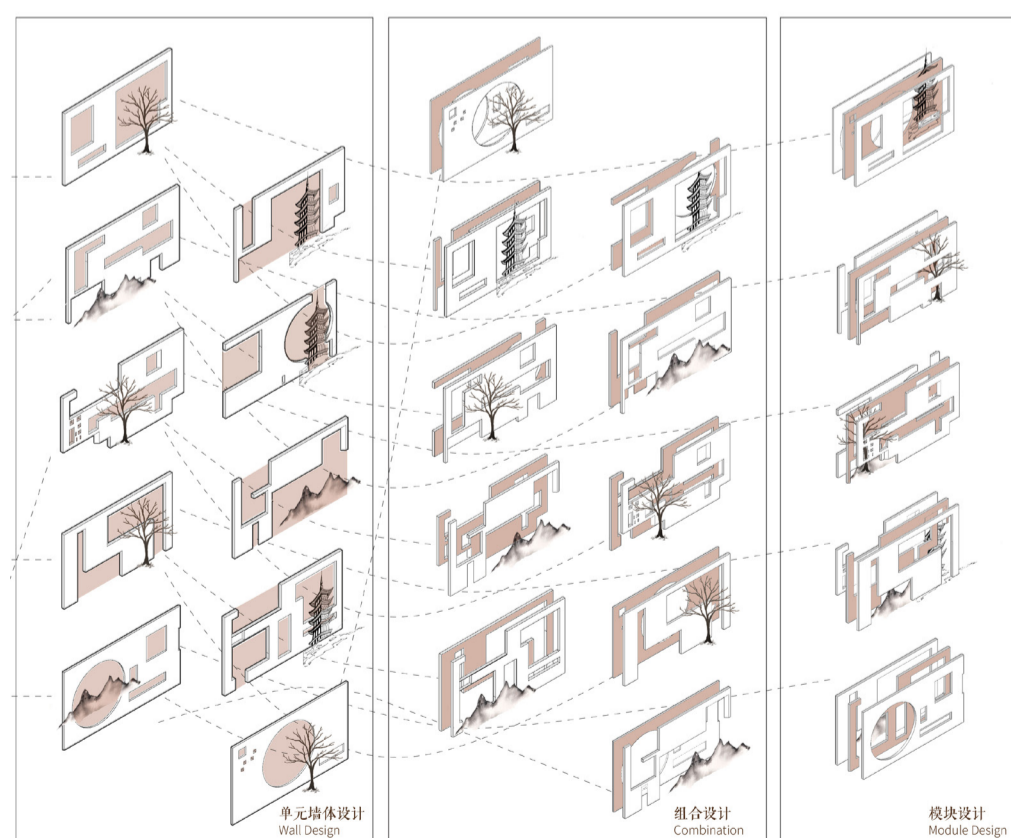 单元墙体设计
Wall Design
组合设计
Combination
模块设计
Module Design